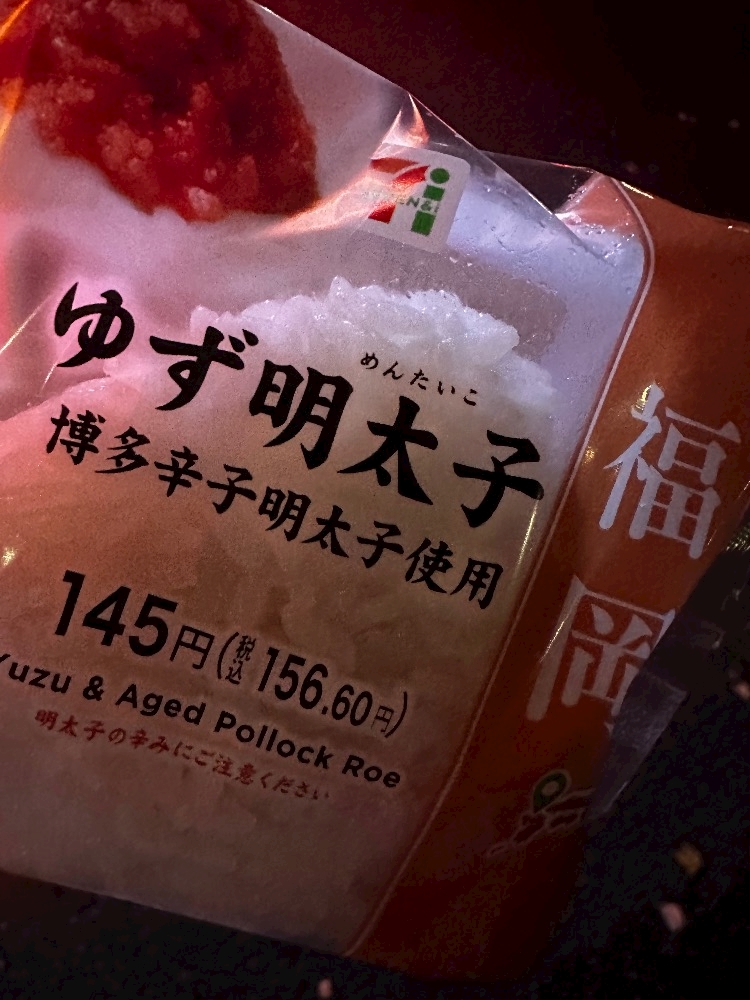 めんたいこ
ゆず明太子
博多辛子明太子使用
145円(税込156.60円)
Yuzu & Aged Pollock Roe
明太子の辛みにご注意ください
福岡